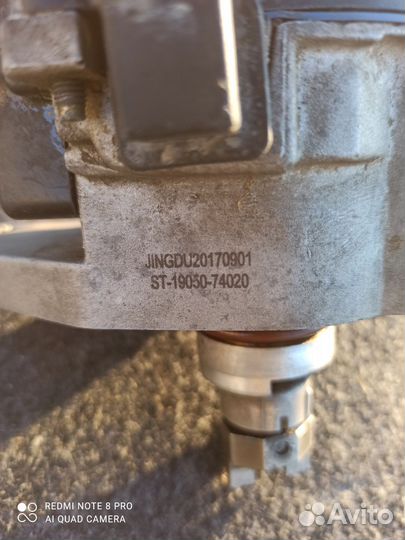 JINGDU20170901
ST-19050-74020
REDMI NOTE 8 PRO
AI QUAD CAMERA
Avito